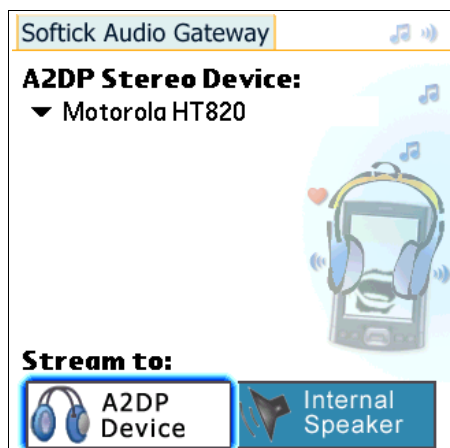 Softick Audio Gateway
A2DP Stereo Device:
Motorola HT820
Stream to:
A2DP
Device
Internal
Speaker